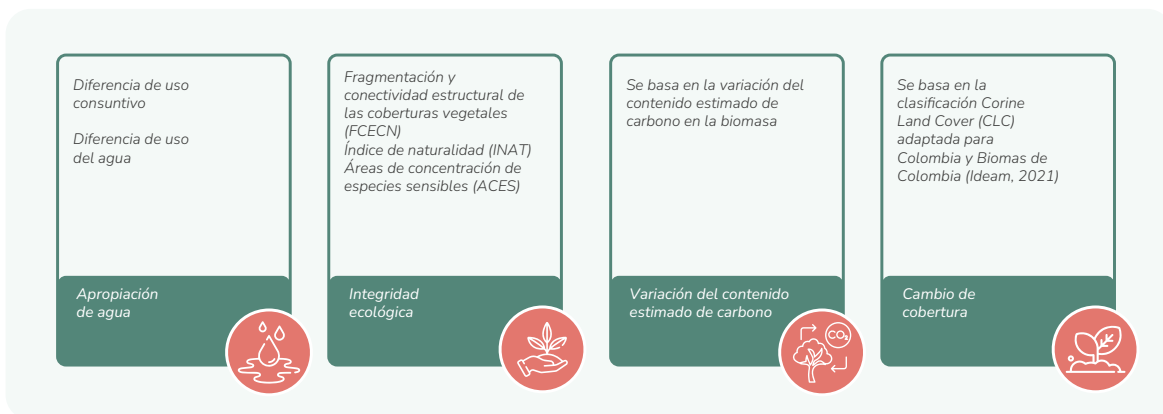 Diferencia de uso
consuntivo
Diferencia de uso
del agua
Apropiación
de agua
Fragmentación y
conectividad estructural de
las coberturas vegetales
(FCECN)
Índice de naturalidad (INAT)
Áreas de concentración de
especies sensibles (ACES)
Integridad
ecológica
Se basa en la variación del
contenido estimado de
carbono en la biomasa
Variación del contenido
estimado de carbono
CO₂
Se basa en la
clasificación Corine
Land Cover (CLC)
adaptada para
Colombia y Biomas de
Colombia (Ideam, 2021)
Cambio de
cobertura